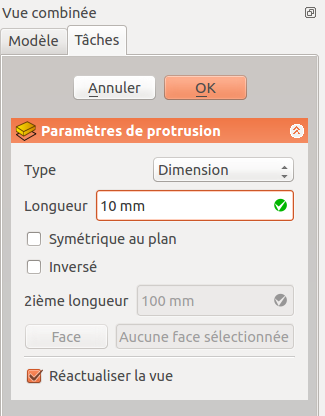 Vue combinée
Modèle Tâches
Annuler OK
Paramètres de protrusion
Type Dimension
Longueur 10 mm
Symétrique au plan
Inversé
2ième longueur 100 mm
Face Aucune face sélectionnée
Réactualiser la vue